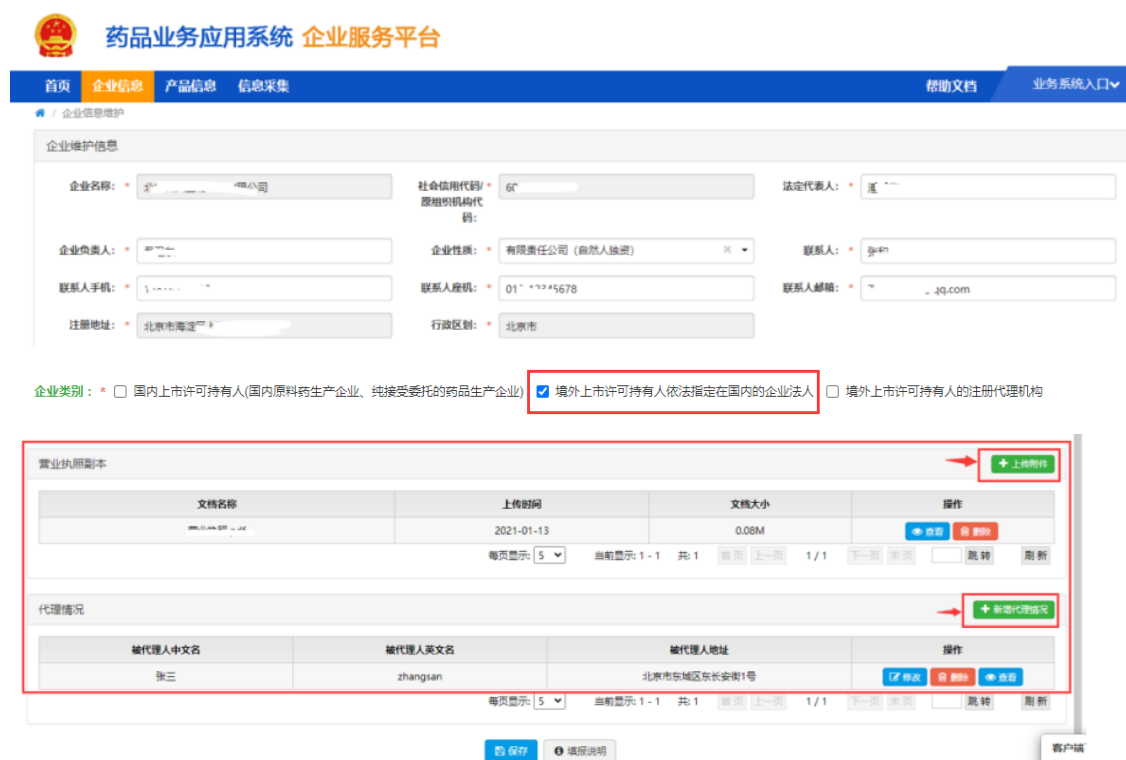 药品业务应用系统 企业服务平台
首页 企业信息 产品信息 信息采集 帮助文档 业务系统入口
/ 企业信息维护
企业维护信息
企业名称： * 公司 社会信用代码/原组织机构代码： * 法定代表人： *
企业负责人： * 企业性质： * 有限责任公司（自然人独资） × 联系人： *
联系人手机： * 联系人座机： * 5678 联系人邮箱： * qq.com
注册地址： * 北京市海淀区 行政区划： * 北京市
企业类别： * 国内上市许可持有人(国内原料药生产企业、纯接受委托的药品生产企业) 境外上市许可持有人依法指定在国内的企业法人 境外上市许可持有人的注册代理机构
营业执照副本 + 上传附件
文档名称 上传时间 文档大小 操作
2021-01-13 0.08M 查看 删除
每页显示: 5 当前显示: 1 - 1 共: 1 首页 上一页 1 / 1 下一页 末页 跳转 刷新
代理情况 + 新增代理情况
被代理人中文名 被代理人英文名 被代理人地址 操作
张三 zhangsan 北京市东城区东长安街1号 修改 删除 查看
每页显示: 5 当前显示: 1 - 1 共: 1 首页 上一页 1 / 1 下一页 末页 跳转 刷新
保存 填报说明 客户端